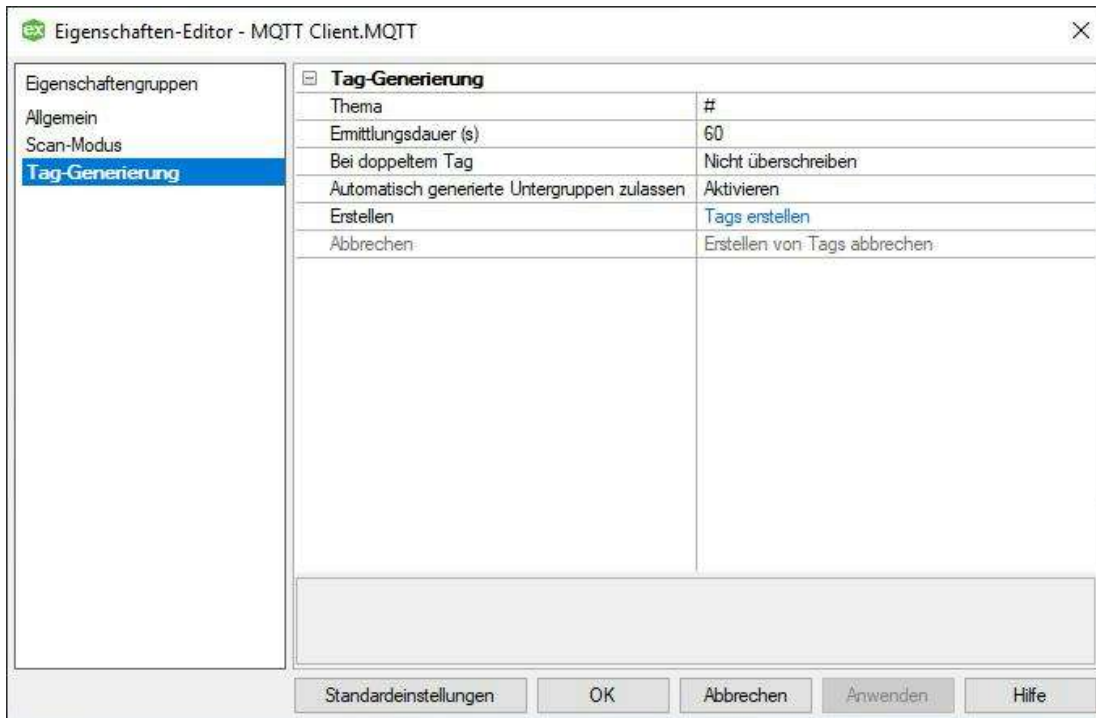 Eigenschaften-Editor - MQTT Client.MQTT
Eigenschaftengruppen
Allgemein
Scan-Modus
Tag-Generierung
Tag-Generierung
Thema #
Ermittlungsdauer (s) 60
Bei doppeltem Tag Nicht überschreiben
Automatisch generierte Untergruppen zulassen Aktivieren
Erstellen Tags erstellen
Abbrechen Erstellen von Tags abbrechen
Standardeinstellungen OK Abbrechen Anwenden Hilfe